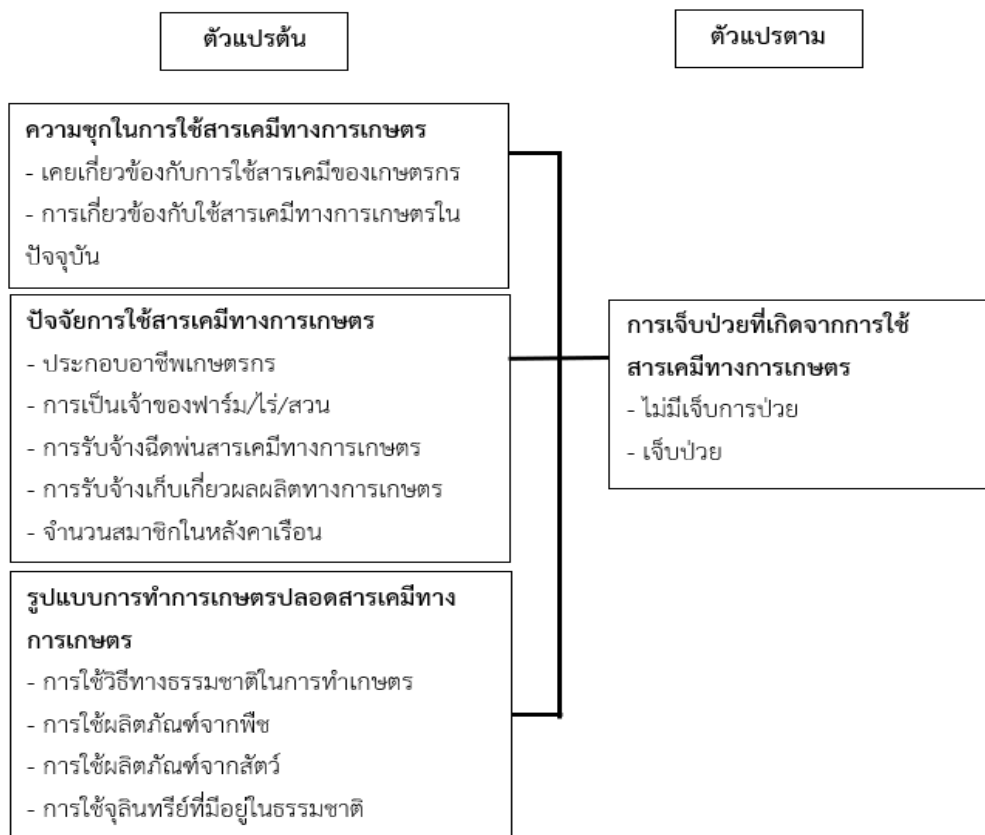 ตัวแปรต้น
ตัวแปรตาม
ความชุกในการใช้สารเคมีทางการเกษตร
- เคยเกี่ยวข้องกับการใช้สารเคมีของเกษตรกร
- การเกี่ยวข้องกับใช้สารเคมีทางการเกษตรใน
ปัจจุบัน
ปัจจัยการใช้สารเคมีทางการเกษตร
- ประกอบอาชีพเกษตรกร
- การเป็นเจ้าของฟาร์ม/ไร่/สวน
- การรับจ้างฉีดพ่นสารเคมีทางการเกษตร
- การรับจ้างเก็บเกี่ยวผลผลิตทางการเกษตร
- จำนวนสมาชิกในหลังคาเรือน
รูปแบบการทำการเกษตรปลอดสารเคมีทาง
การเกษตร
- การใช้วิธีทางธรรมชาติในการทำเกษตร
- การใช้ผลิตภัณฑ์จากพืช
- การใช้ผลิตภัณฑ์จากสัตว์
- การใช้จุลินทรีย์ที่มีอยู่ในธรรมชาติ
การเจ็บป่วยที่เกิดจากการใช้
สารเคมีทางการเกษตร
- ไม่มีเจ็บการป่วย
- เจ็บป่วย